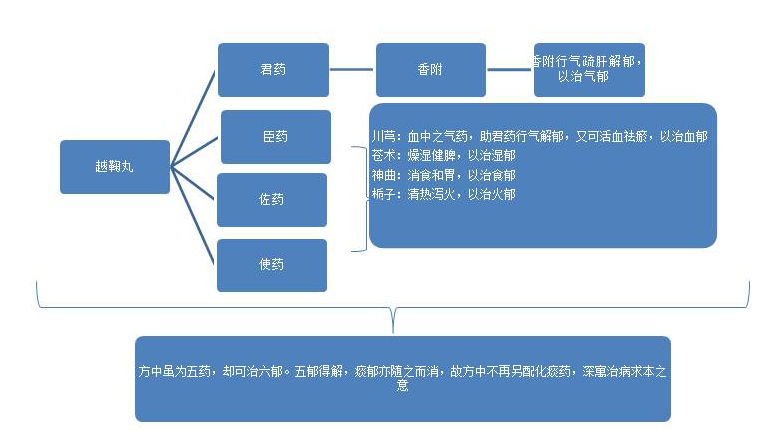 越鞠丸
君药
香附
香附行气疏肝解郁,
以治气郁
臣药
佐药
使药
川芎：血中之气药，助君药行气解郁，又可活血祛瘀，以治血郁
苍术：燥湿健脾，以治湿郁
神曲：消食和胃，以治食郁
栀子：清热泻火，以治火郁
方中虽为五药，却可治六郁。五郁得解，痰郁亦随之而消，故方中不再另配化痰药，深寓治病求本之
意